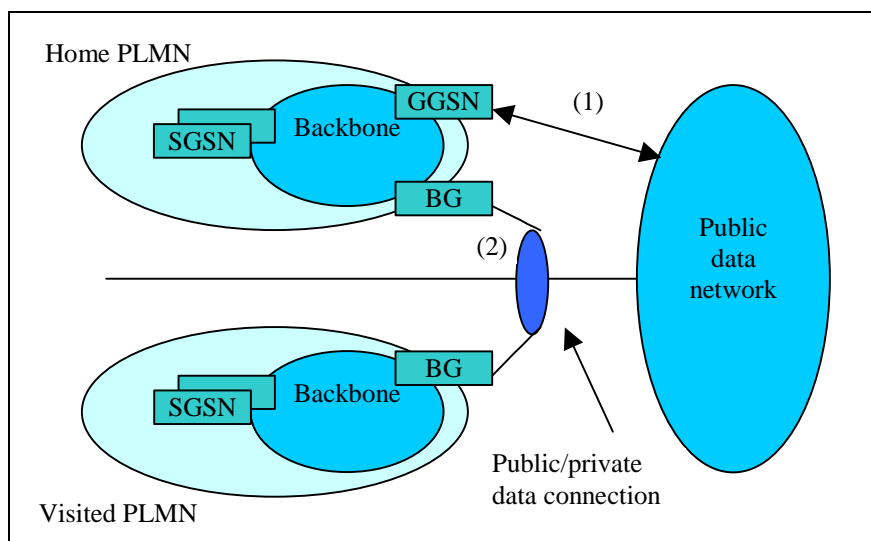 Home PLMN
GGSN
(1)
Backbone
SGSN
BG
Public
data
network
(2)
BG
Backbone
SGSN
Public/private
data connection
Visited PLMN